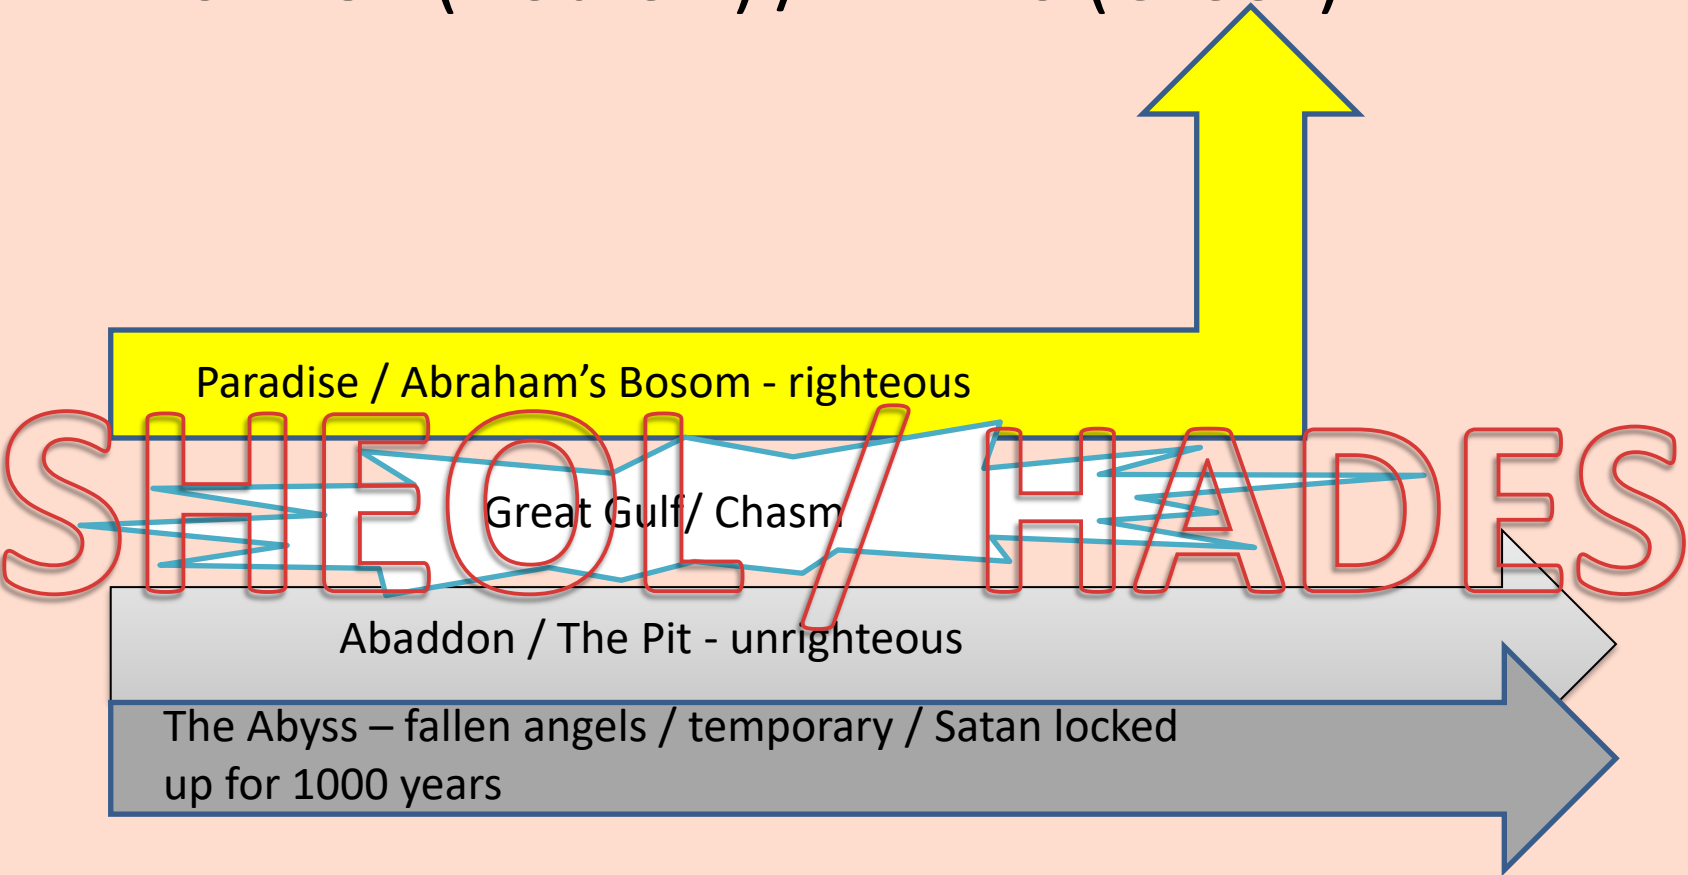 Paradise / Abraham’s Bosom - righteous
SHEOL / HADES
Great Gulf/ Chasm
Abaddon / The Pit - unrighteous
The Abyss – fallen angels / temporary / Satan locked
up for 1000 years